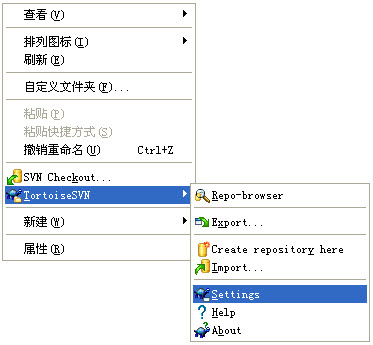 查看(V)
排列图标(I)
刷新(E)
自定义文件夹(F)...
粘贴(P)
粘贴快捷方式(S)
撤销重命名(U) Ctrl+Z
SVN Checkout...
TortoiseSVN
新建(W)
属性(R)
Repo-browser
Export...
Create repository here
Import...
Settings
Help
About